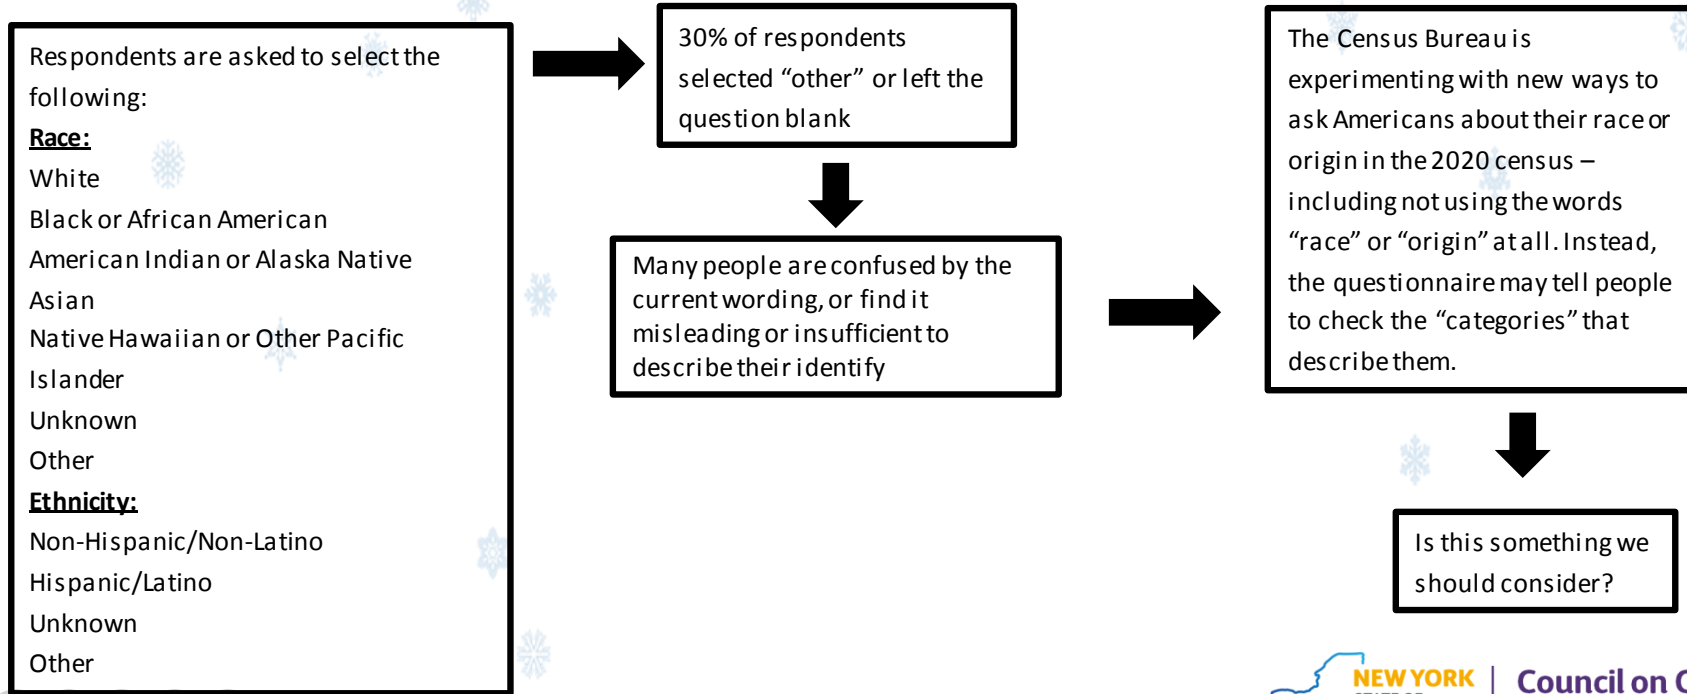 Respondents are asked to select the
following:
Race:
White
Black or African American
American Indian or Alaska Native
Asian
Native Hawaiian or Other Pacific
Islander
Unknown
Other
Ethnicity:
Non-Hispanic/Non-Latino
Hispanic/Latino
Unknown
Other
30% of respondents
selected “other” or left the
question blank
Many people are confused by the
current wording, or find it
misleading or insufficient to
describe their identify
The Census Bureau is
experimenting with new ways to
ask Americans about their race or
origin in the 2020 census –
including not using the words
“race” or “origin” at all. Instead,
the questionnaire may tell people
to check the “categories” that
describe them.
Is this something we
should consider?
NEW YORK
Council on